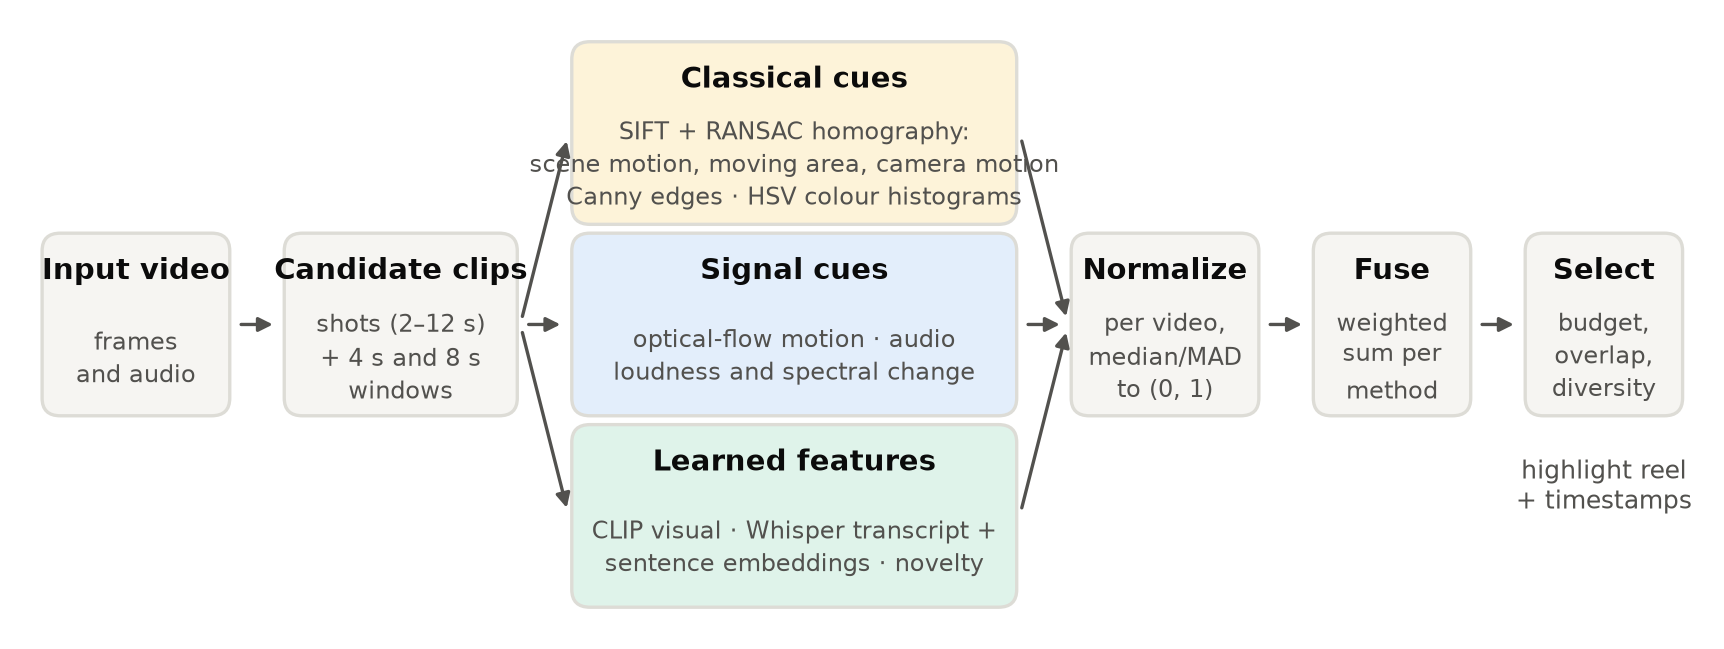 Input video
frames
and audio
Candidate clips
shots (2–12 s)
+ 4 s and 8 s
windows
Classical cues
SIFT + RANSAC homography:
scene motion, moving area, camera motion
Canny edges · HSV colour histograms
Signal cues
optical-flow motion · audio
loudness and spectral change
Learned features
CLIP visual · Whisper transcript +
sentence embeddings · novelty
Normalize
per video,
median/MAD
to (0, 1)
Fuse
weighted
sum per
method
Select
budget,
overlap,
diversity
highlight reel
+ timestamps